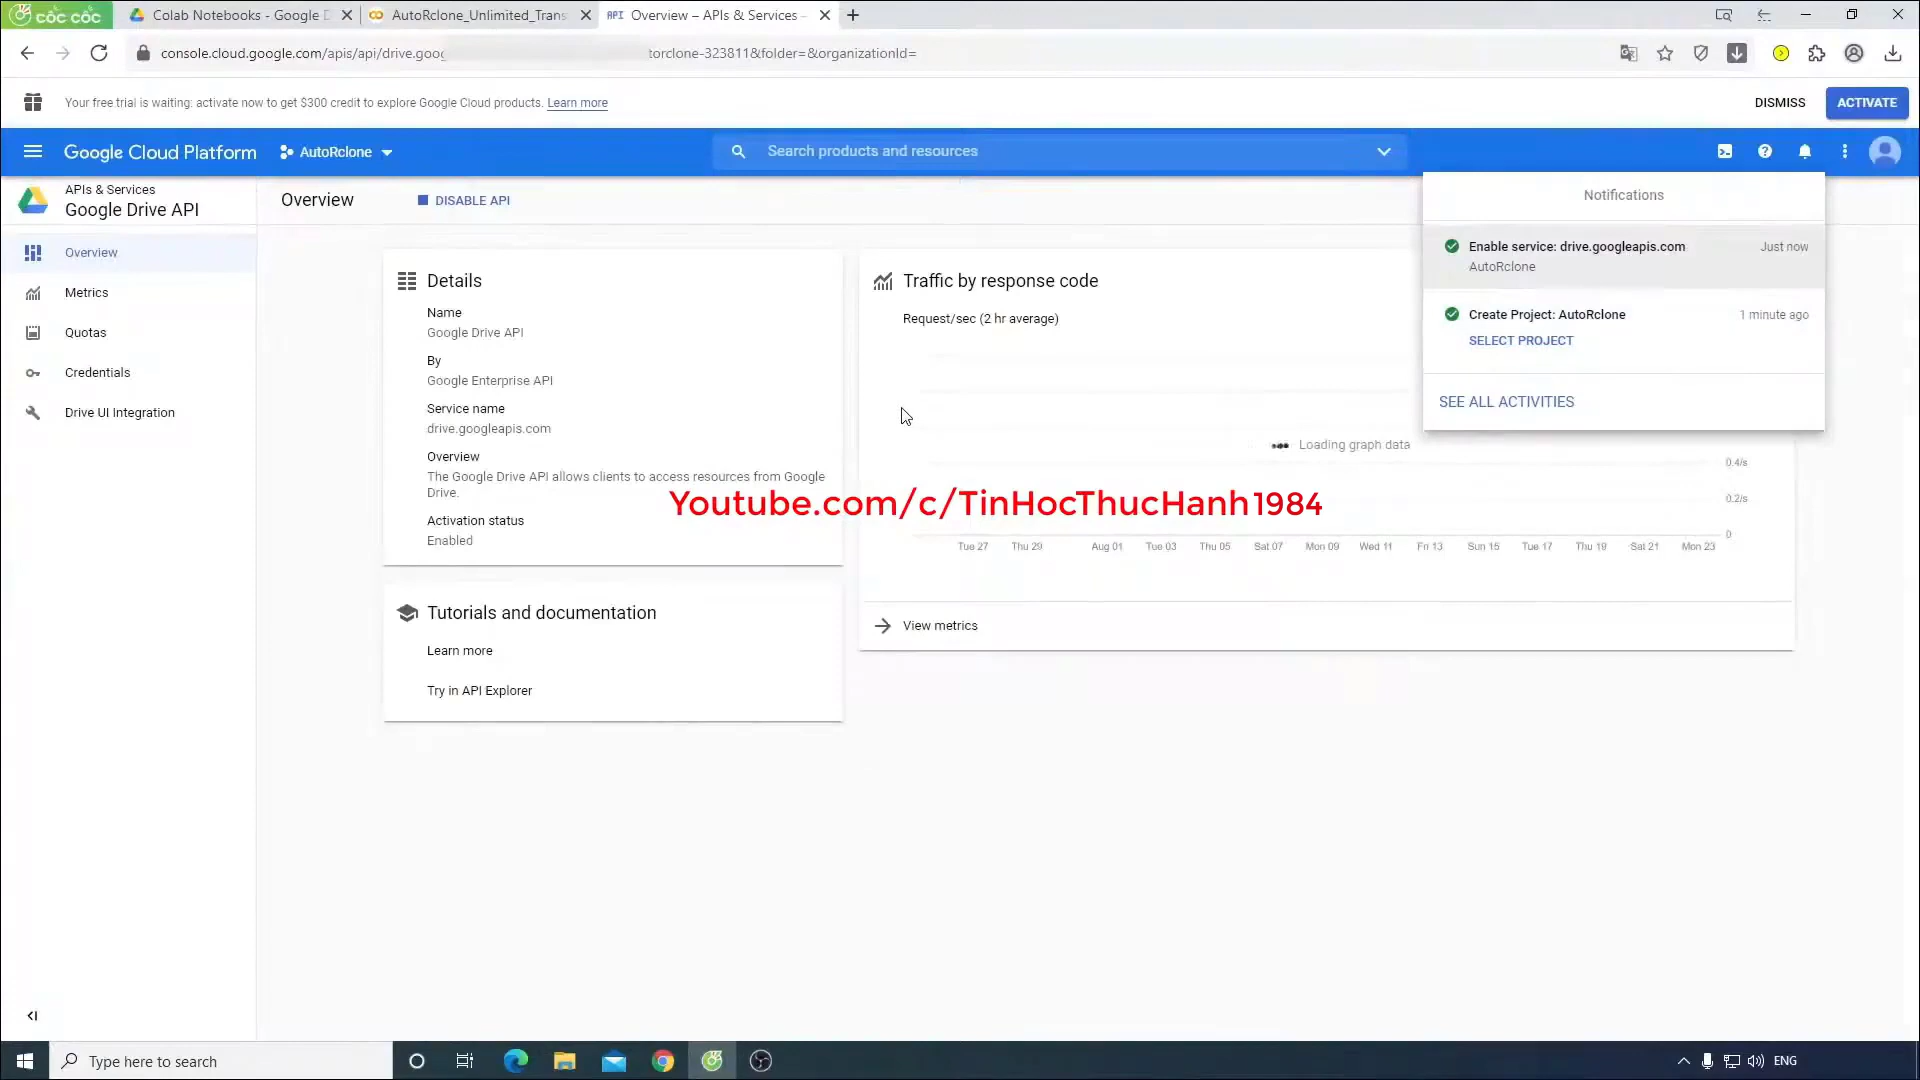 cốc cốc
Colab Notebooks - Google D
AutoRclone_Unlimited_Trans
API Overview – APIs & Services –
console.cloud.google.com/apis/api/drive.goog
torclone-323811&folder=&organizationId=
Your free trial is waiting: activate now to get $300 credit to explore Google Cloud products. Learn more
DISMISS
ACTIVATE
Google Cloud Platform
AutoRclone
Search products and resources
APIs & Services
Google Drive API
Overview
DISABLE API
Notifications
Enable service: drive.googleapis.com
Just now
AutoRclone
Create Project: AutoRclone
1 minute ago
SELECT PROJECT
SEE ALL ACTIVITIES
Overview
Metrics
Quotas
Credentials
Drive UI Integration
Details
Name
Google Drive API
By
Google Enterprise API
Service name
drive.googleapis.com
Overview
The Google Drive API allows clients to access resources from Google
Drive.
Activation status
Enabled
Traffic by response code
Request/sec (2 hr average)
Loading graph data
0.4/s
0.2/s
0
Tue 27 Thu 29 Aug 01 Tue 03 Thu 05 Sat 07 Mon 09 Wed 11 Fri 13 Sun 15 Tue 17 Thu 19 Sat 21 Mon 23
Youtube.com/c/TinHocThucHanh1984
View metrics
Tutorials and documentation
Learn more
Try in API Explorer
Type here to search
ENG